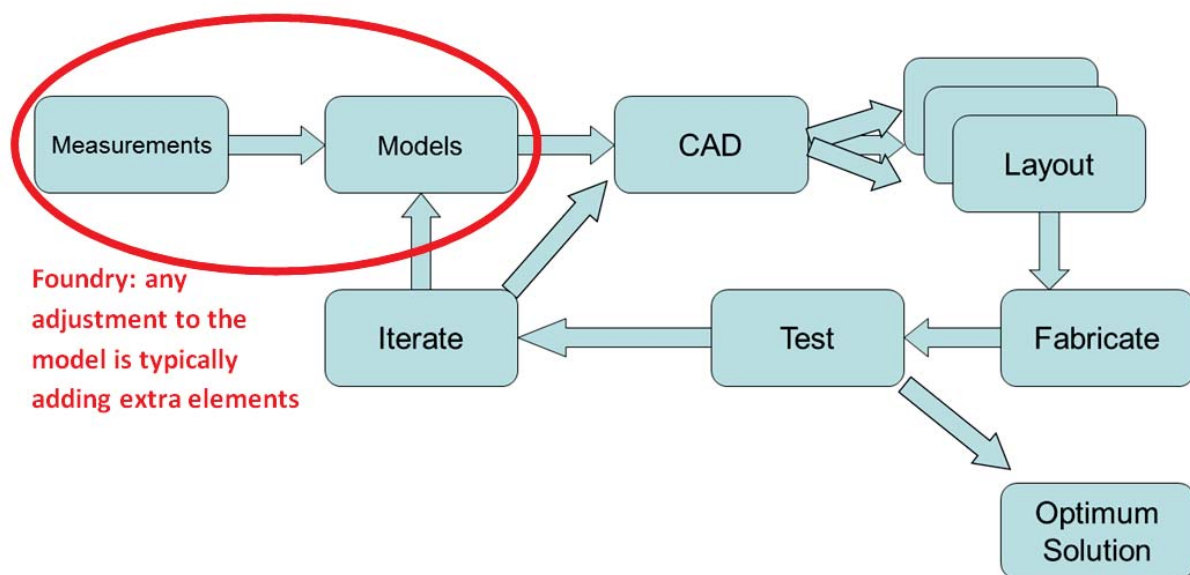 Measurements
Models
CAD
Layout
Foundry: any
adjustment to the
model is typically
adding extra elements
Iterate
Test
Fabricate
Optimum
Solution